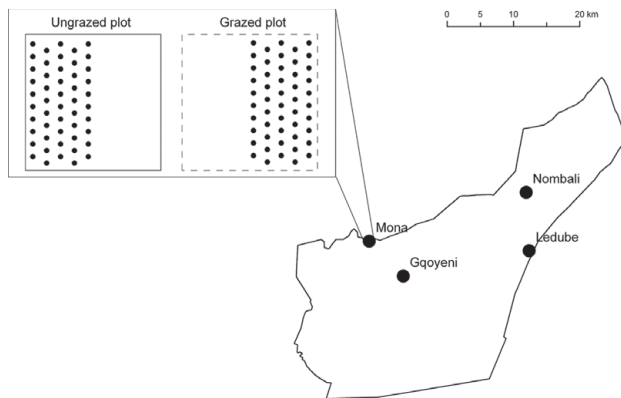 Ungrazed plot
Grazed plot
0 5 10 20 km
Nombali
Mona
Ledube
Gqoyeni